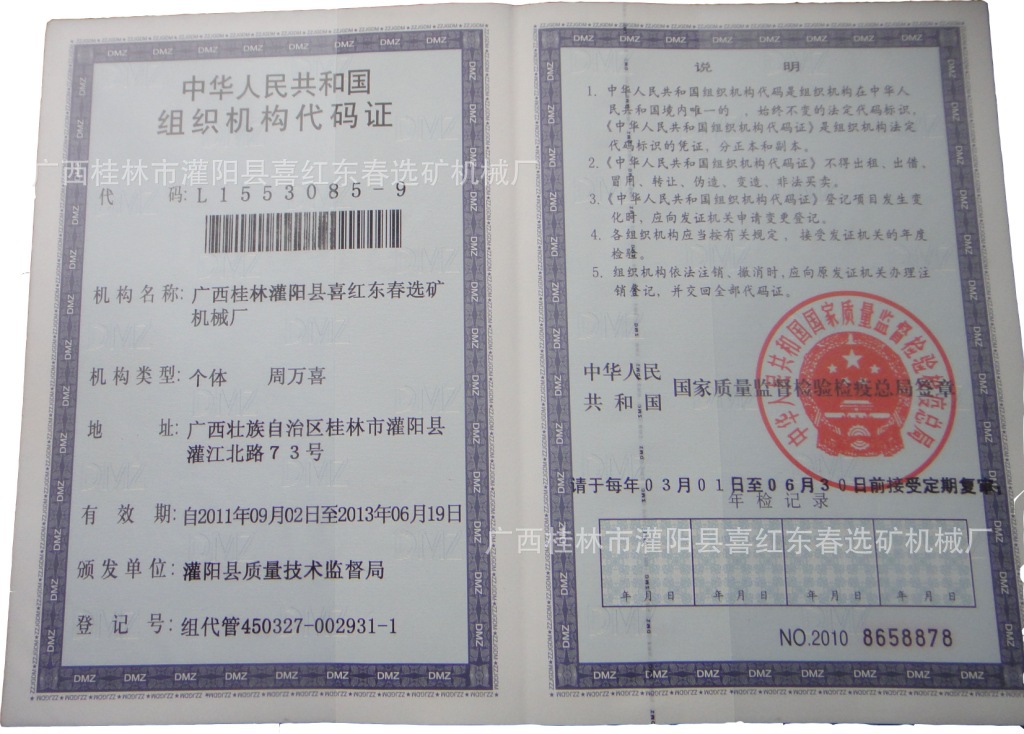 中华人民共和国
组织机构代码证
广西桂林市灌阳县喜红东春选矿机械厂
代 码: L1553085-9
机构名称: 广西桂林灌阳县喜红东春选矿
机械厂
机构类型: 个体 周万喜
地 址: 广西壮族自治区桂林市灌阳县
灌江北路73号
有 效 期: 自2011年09月02日至2013年06月19日
颁发单位: 灌阳县质量技术监督局
登 记 号: 组代管450327-002931-1
说 明
1. 中华人民共和国组织机构代码是组织机构在中华人
民共和国境内唯一的、始终不变的法定代码标识,
《中华人民共和国组织机构代码证》是组织机构法定
代码标识的凭证, 分正本和副本。
2.《中华人民共和国组织机构代码证》不得出租、出借、
冒用、转让、伪造、变造、非法买卖。
3.《中华人民共和国组织机构代码证》登记项目发生变
化时, 应向发证机关申请变更登记。
4. 各组织机构应当按有关规定, 接受发证机关的年度
检验。
5. 组织机构依法注销、撤消时, 应向原发证机关办理注
销登记, 并交回全部代码证。
中华人民
共和国
国家质量监督检验检疫总局签章
中华人民共和国国家质量监督检验检疫总局
请于每年03月01日至06月30日前接受定期复审。
年检记录
广西桂林市灌阳县喜红东春选矿机械厂
年 月 日 年 月 日 年 月 日 年 月 日
NO.2010 8658878